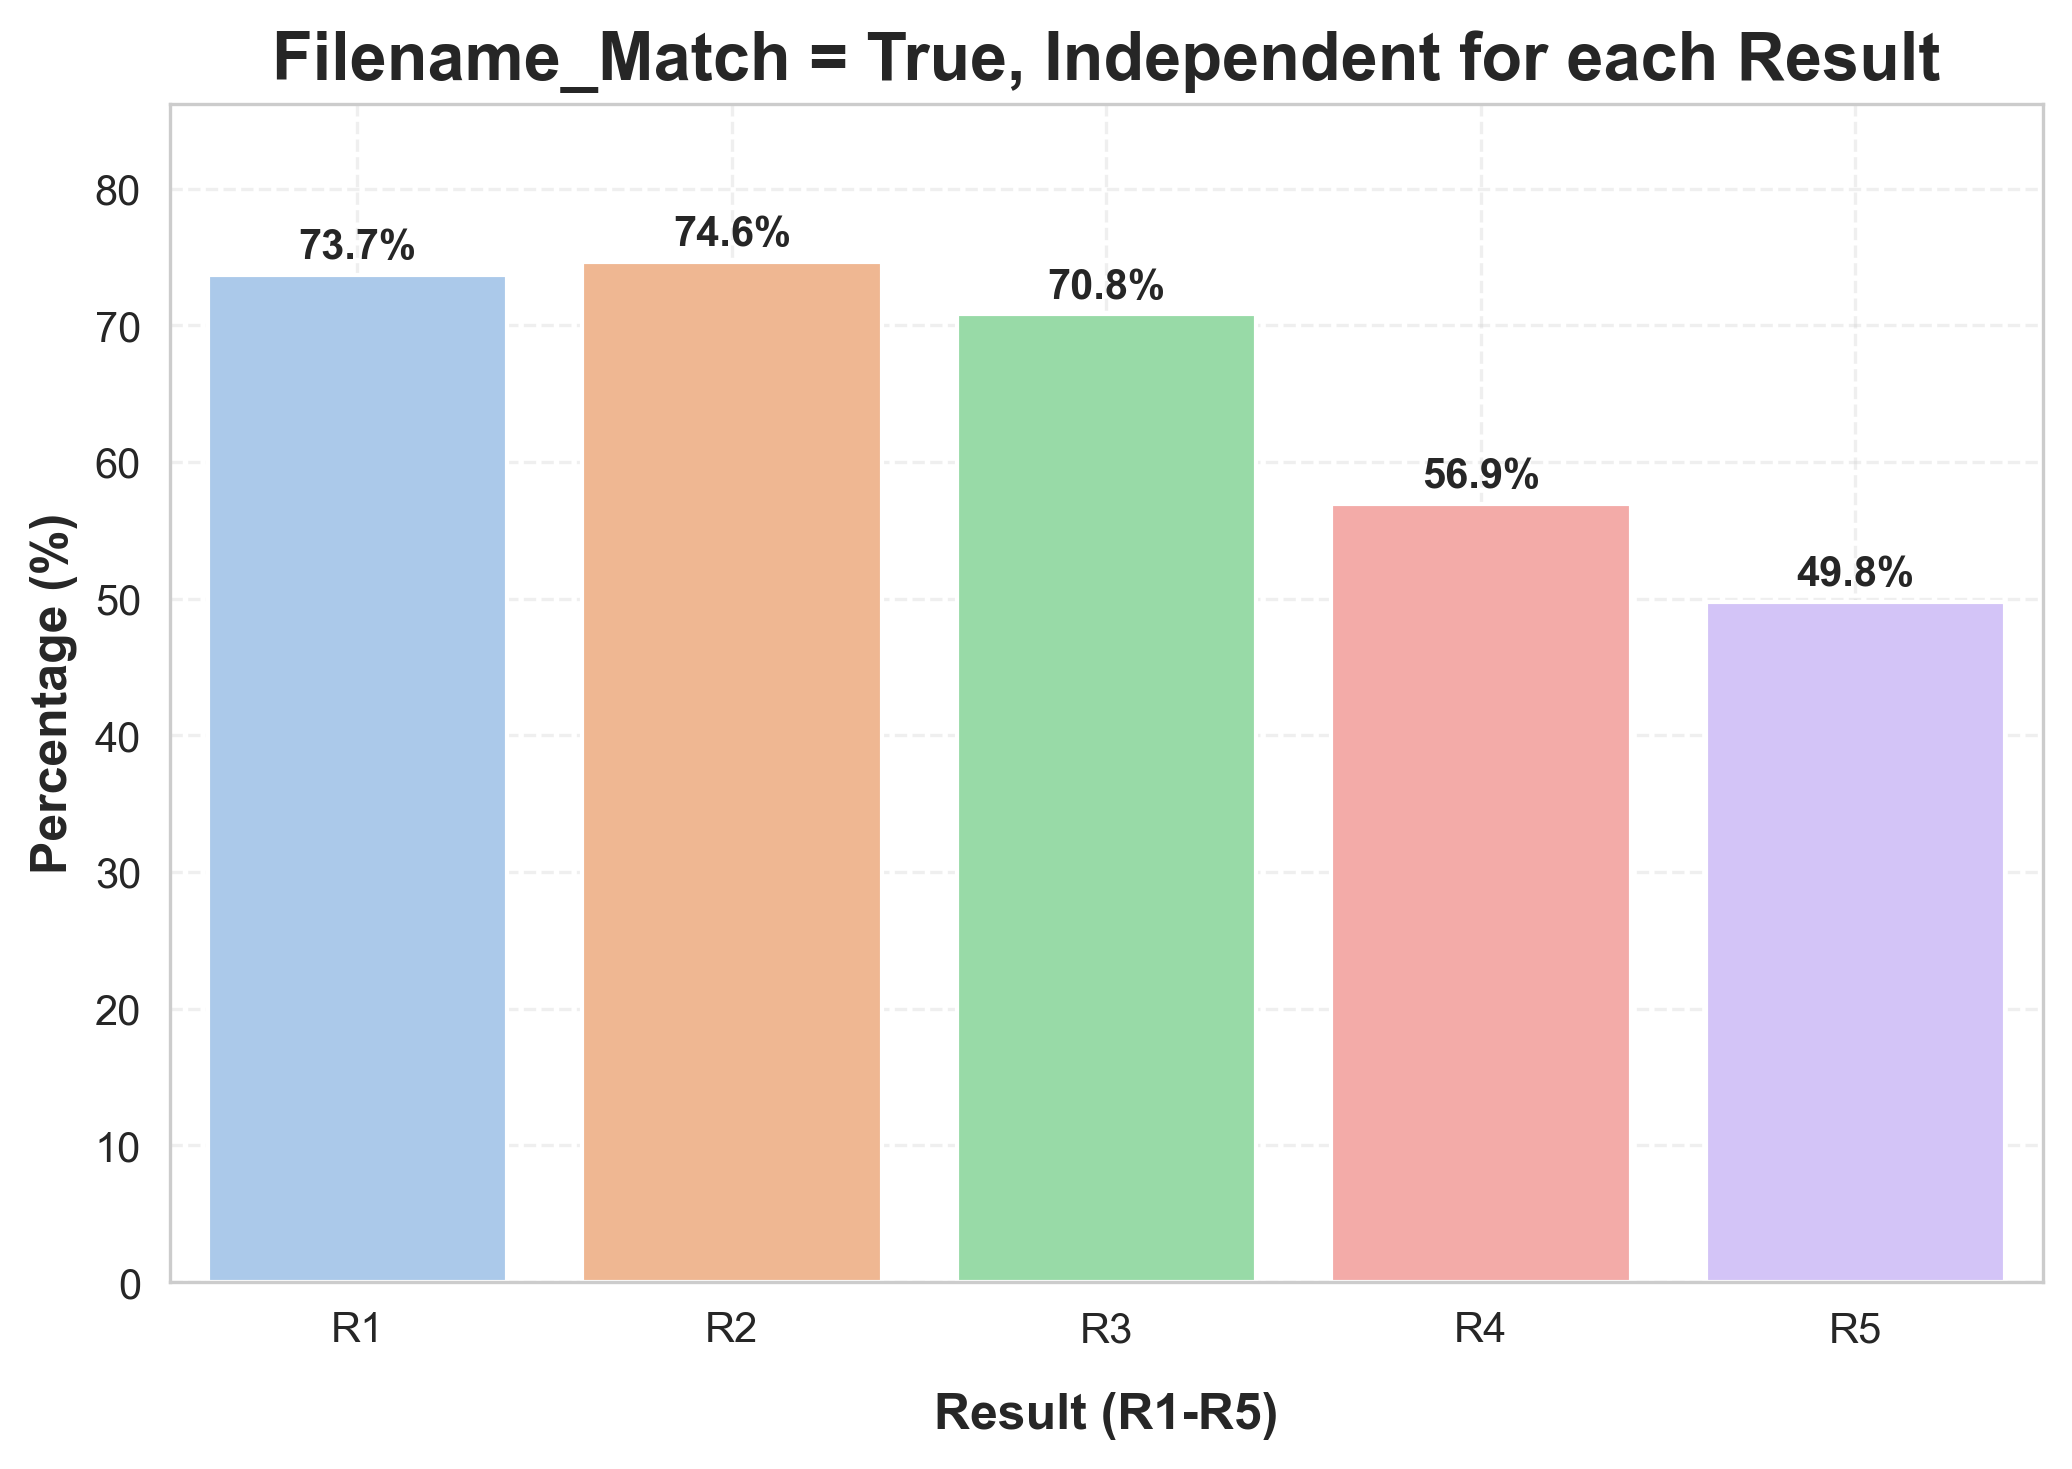 Filename_Match = True, Independent for each Result
Percentage (%)
80
70
60
50
40
30
20
10
0
73.7%
74.6%
70.8%
56.9%
49.8%
R1
R2
R3
R4
R5
Result (R1-R5)